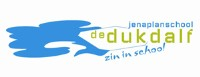 jenaplanschool
de dukdalf
zin in school